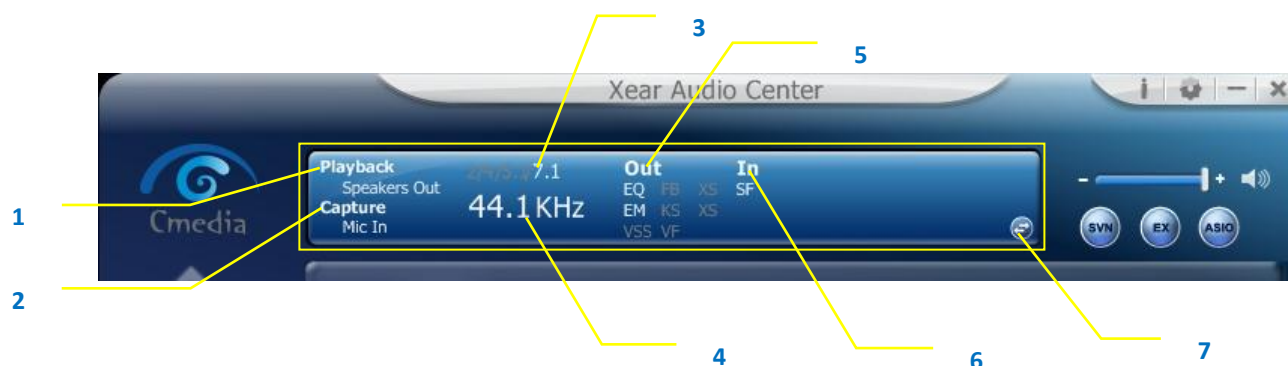 3
5
Xear Audio Center
i
Playback
Speakers Out
Capture
Mic In
7.1
44.1 KHz
Out
EQ FB XS
EM KS XS
VSS VF
In
SF
- +
Cmedia
SVN EX ASIO
1
2
4
6
7